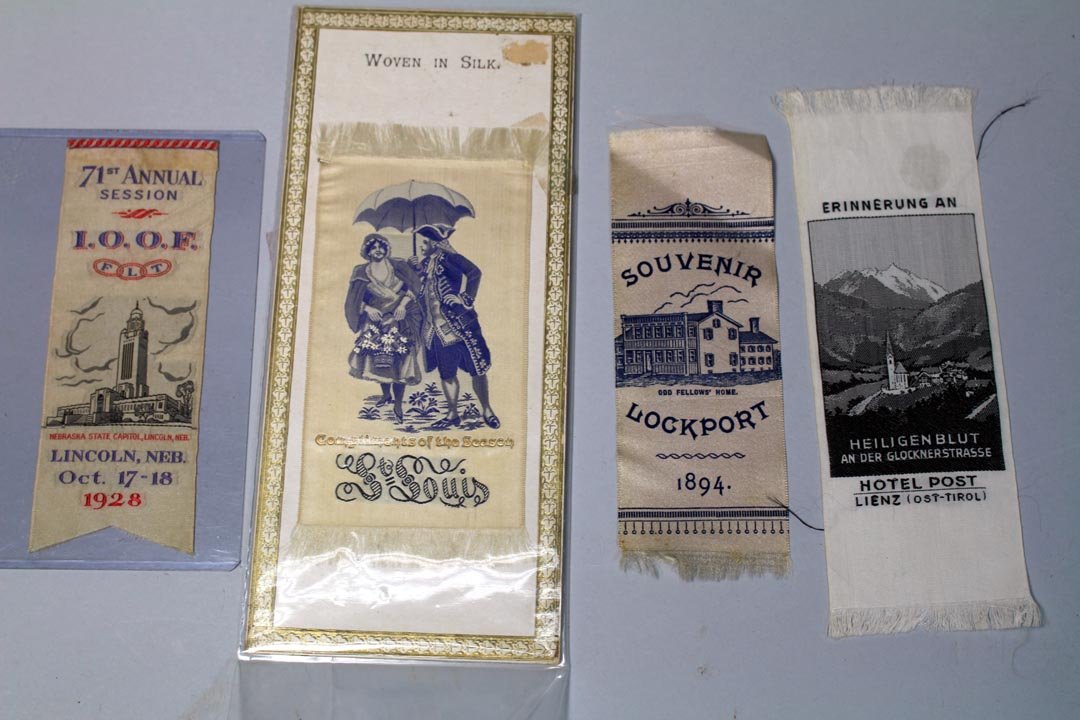 71ST ANNUAL
SESSION
I.O.O.F.
F L T
NEBRASKA STATE CAPITOL, LINCOLN, NEB.
LINCOLN, NEB.
Oct. 17-18
1928
WOVEN IN SILK.
Compliments of the Season
St. Louis
SOUVENIR
ODD FELLOWS' HOME.
LOCKPORT
1894.
ERINNERUNG AN
HEILIGENBLUT
AN DER GLOCKNERSTRASSE
HOTEL POST
LIENZ (OST-TIROL)